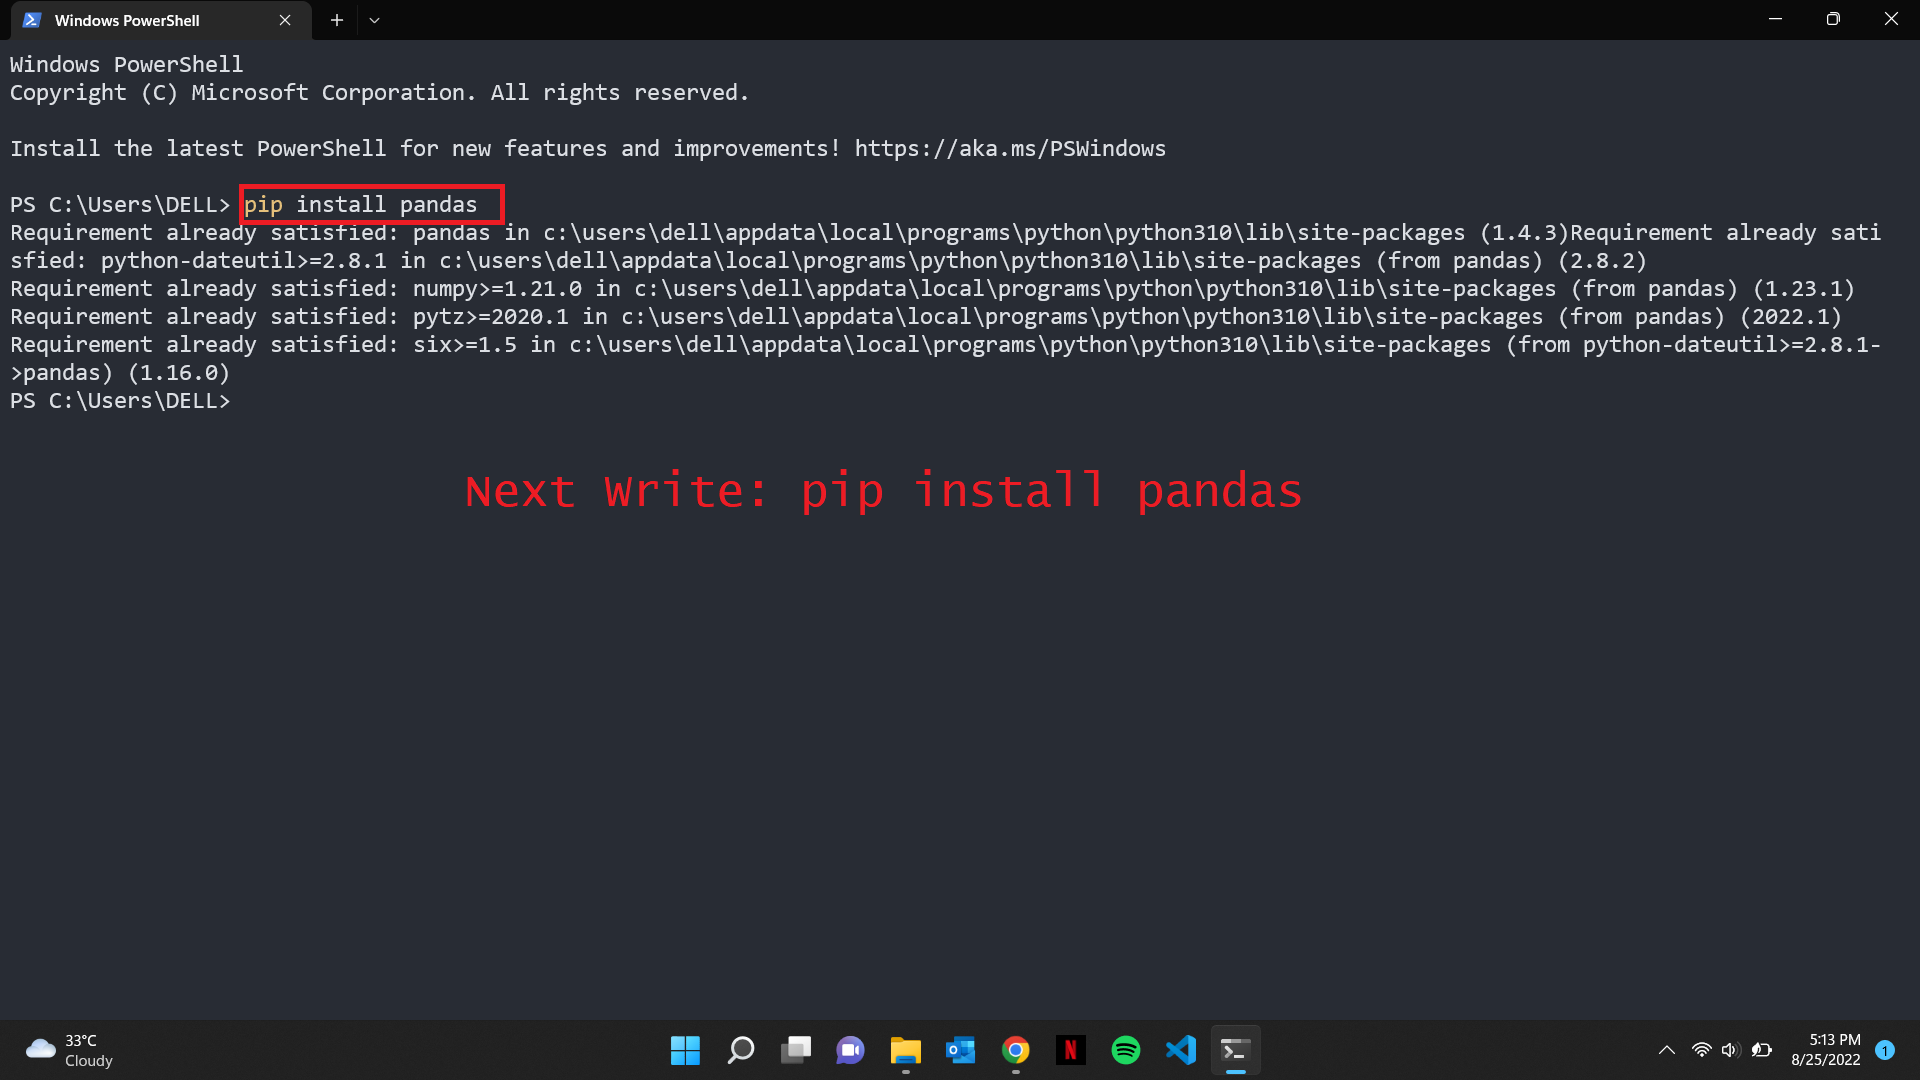 Windows PowerShell
Windows PowerShell
Copyright (C) Microsoft Corporation. All rights reserved.
Install the latest PowerShell for new features and improvements! https://aka.ms/PSWindows
PS C:\Users\DELL> pip install pandas
Requirement already satisfied: pandas in c:\users\dell\appdata\local\programs\python\python310\lib\site-packages (1.4.3)Requirement already sati
sfied: python-dateutil>=2.8.1 in c:\users\dell\appdata\local\programs\python\python310\lib\site-packages (from pandas) (2.8.2)
Requirement already satisfied: numpy>=1.21.0 in c:\users\dell\appdata\local\programs\python\python310\lib\site-packages (from pandas) (1.23.1)
Requirement already satisfied: pytz>=2020.1 in c:\users\dell\appdata\local\programs\python\python310\lib\site-packages (from pandas) (2022.1)
Requirement already satisfied: six>=1.5 in c:\users\dell\appdata\local\programs\python\python310\lib\site-packages (from python-dateutil>=2.8.1-
>pandas) (1.16.0)
PS C:\Users\DELL>
Next Write: pip install pandas
33°C
Cloudy
N
5:13 PM
8/25/2022
1